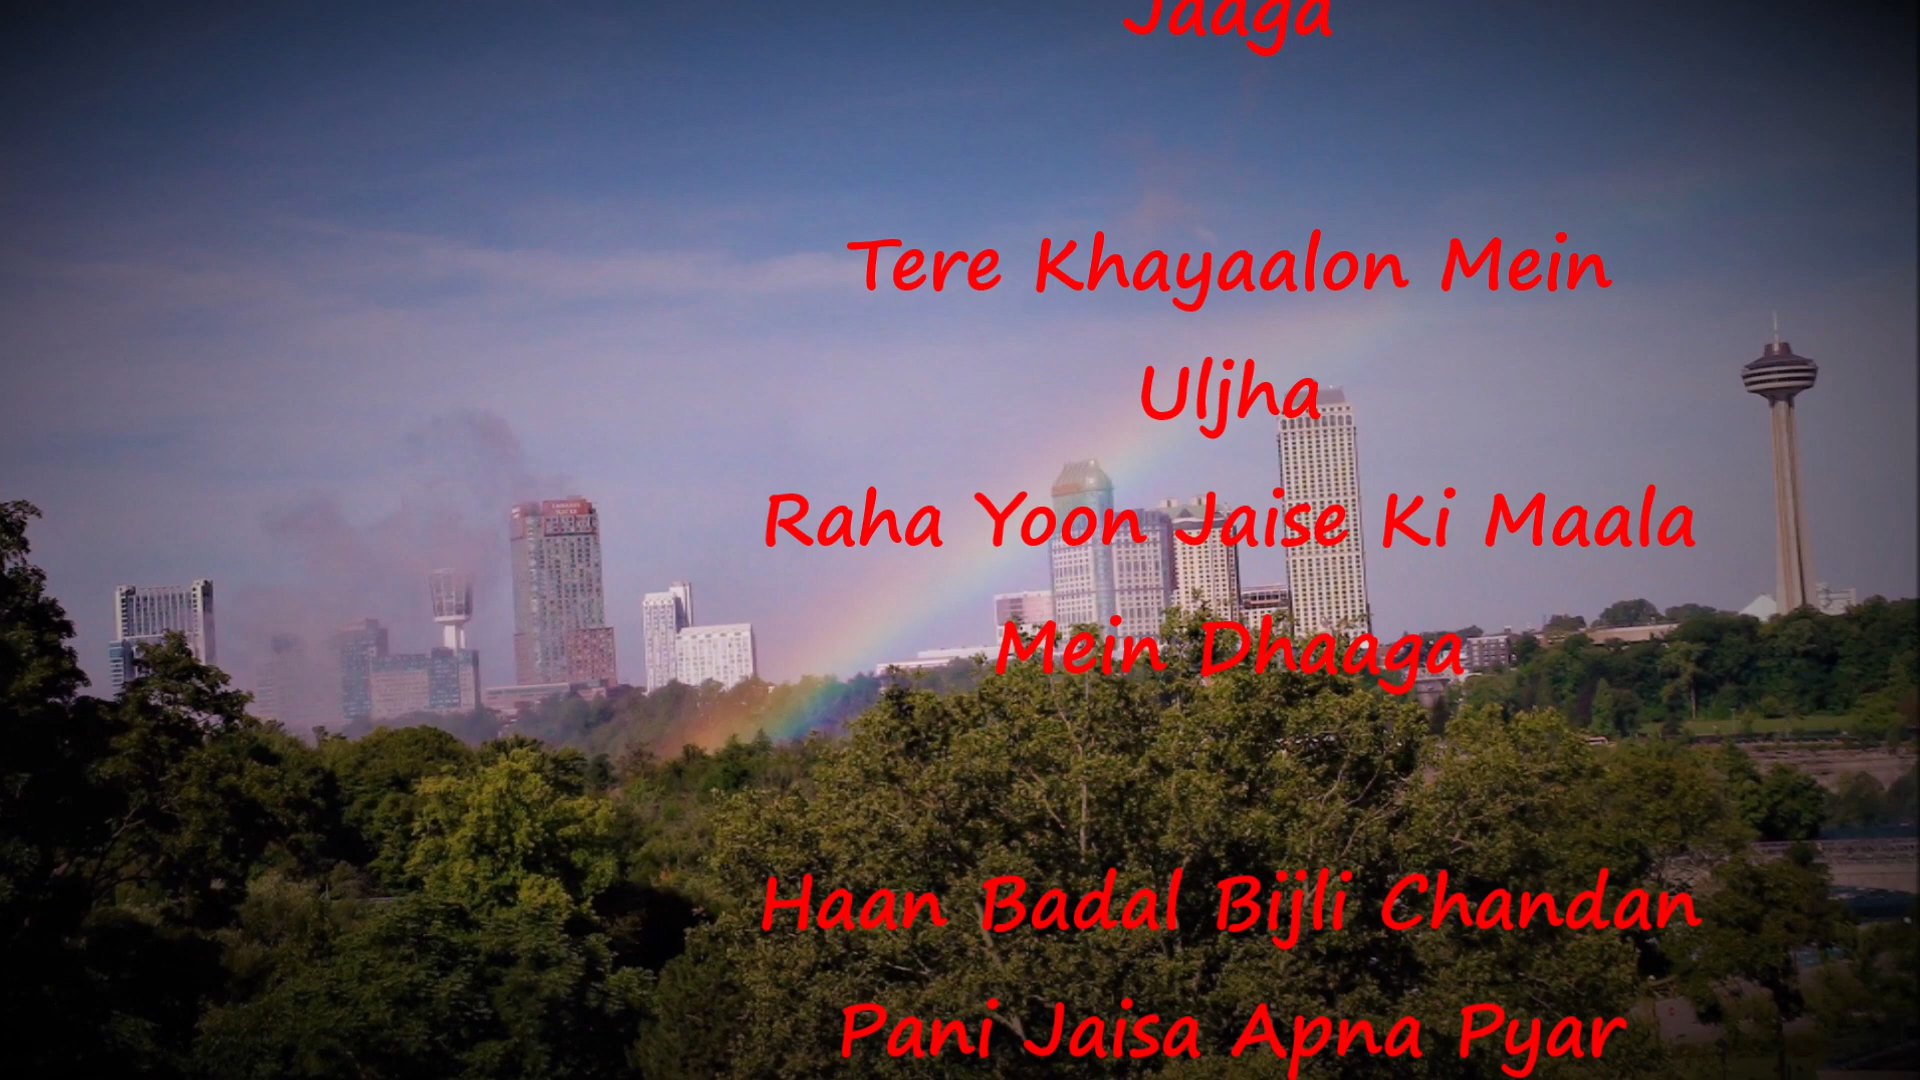 Jaaga
Tere Khayaalon Mein
Uljha
Raha Yoon Jaise Ki Maala
Mein Dhaaga
Haan Badal Bijli Chandan
Pani Jaisa Apna Pyar